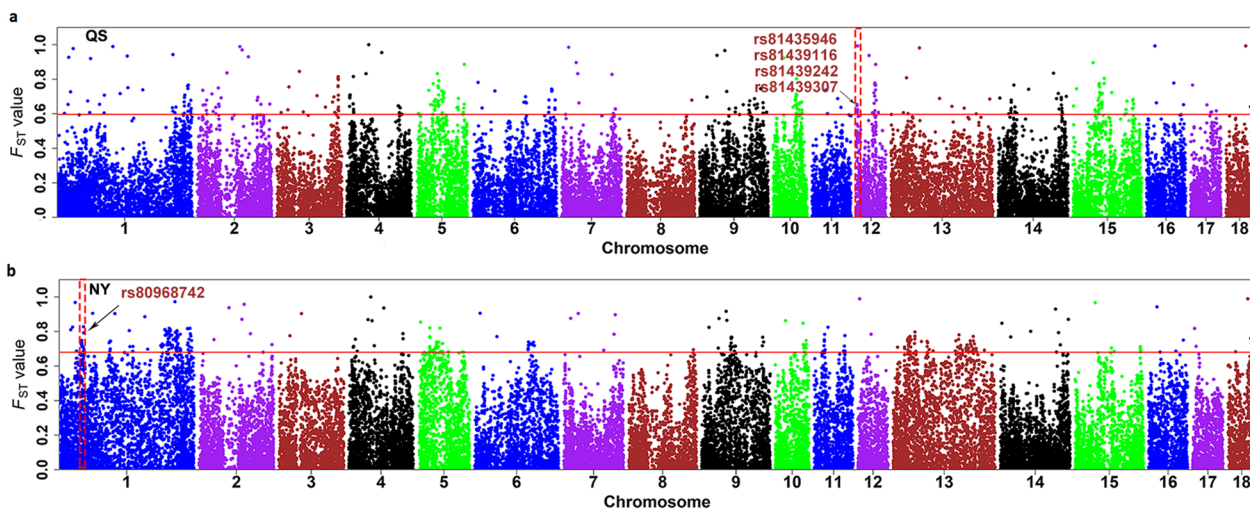 a
QS
rs81435946
rs81439116
rs81439242
rs81439307
FST value
1.0
0.8
0.6
0.4
0.2
.0
1 2 3 4 5 6 7 8 9 10 11 12 13 14 15 16 17 18
Chromosome
b
NY
rs80968742
FST value
1.0
0.8
0.6
0.4
0.2
0.0
1 2 3 4 5 6 7 8 9 10 11 12 13 14 15 16 17 18
Chromosome